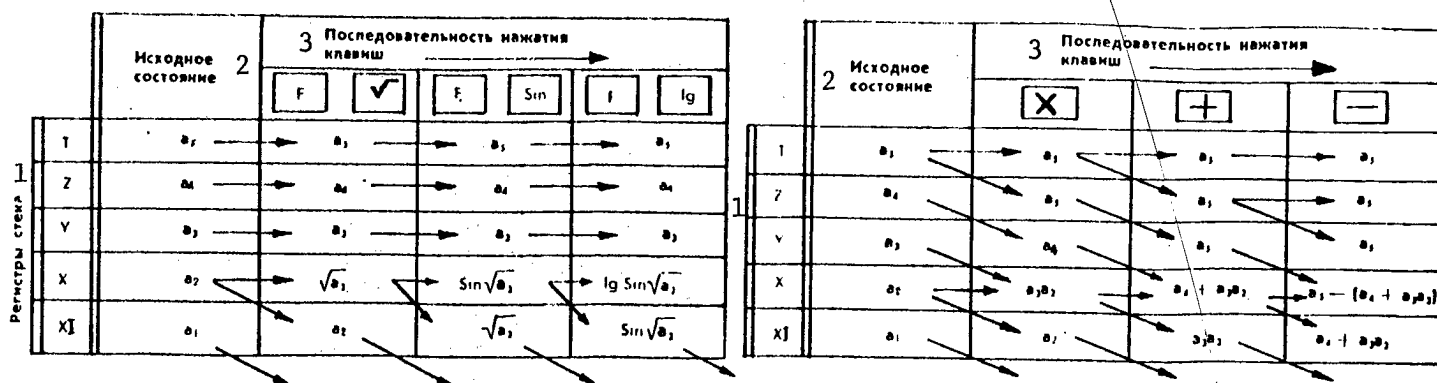 Исходное состояние 2
3 Последовательность нажатия клавиш
F √ F Sin f lg
1 Регистры стека
T a₅ a₅ a₅ a₅
Z a₄ a₄ a₄ a₄
Y a₃ a₃ a₃ a₃
X a₂ √a₂ Sin√a₂ lg Sin√a₂
XI a₁ a₂ √a₂ Sin√a₂
2 Исходное состояние
3 Последовательность нажатия клавиш
× + −
1
T a₅ a₅ a₅ a₅
Z a₄ a₅ a₅ a₅
Y a₃ a₄ a₅ a₅
X a₂ a₃a₂ a₄ + a₃a₂ a₅ − (a₄ + a₃a₂)
XI a₁ a₂ a₃a₂ a₄ + a₃a₂